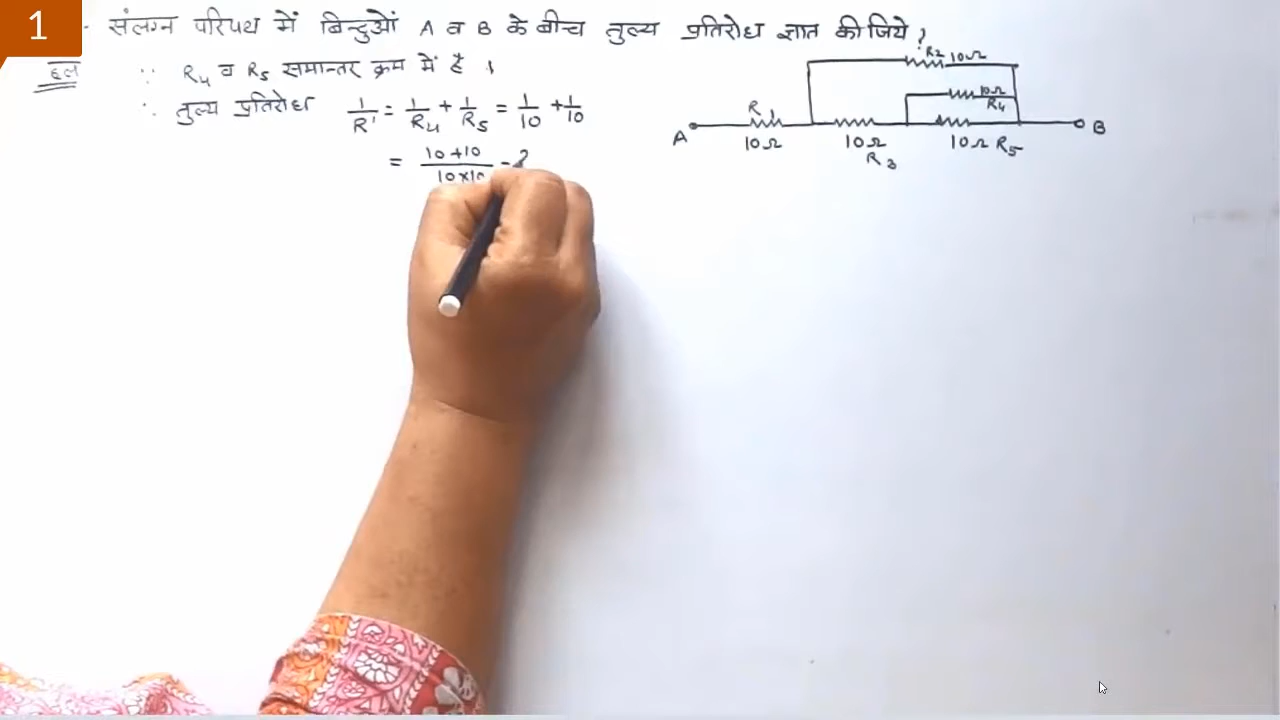 1
संलग्न परिपथ में बिन्दुओं A व B के बीच तुल्य प्रतिरोध ज्ञात कीजिये ?
हल
∵ R4 व R5 समान्तर क्रम में है ।
∴ तुल्य प्रतिरोध 1/R' = 1/R4 + 1/R5 = 1/10 + 1/10
= 10+10/10×10 = 2
R2 10Ω
10Ω
R4
R1
A
B
10Ω
10Ω
10Ω R5
R3